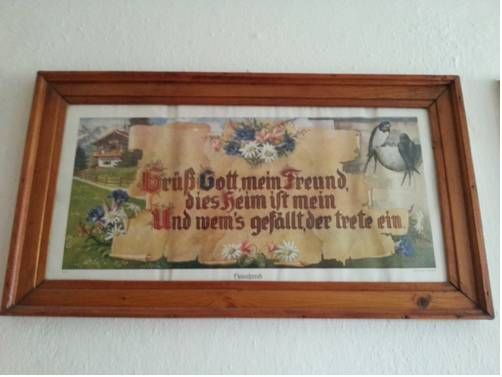 Grüß Gott, mein Freund,
dies Heim ist mein
Und wem's gefällt, der trete ein.